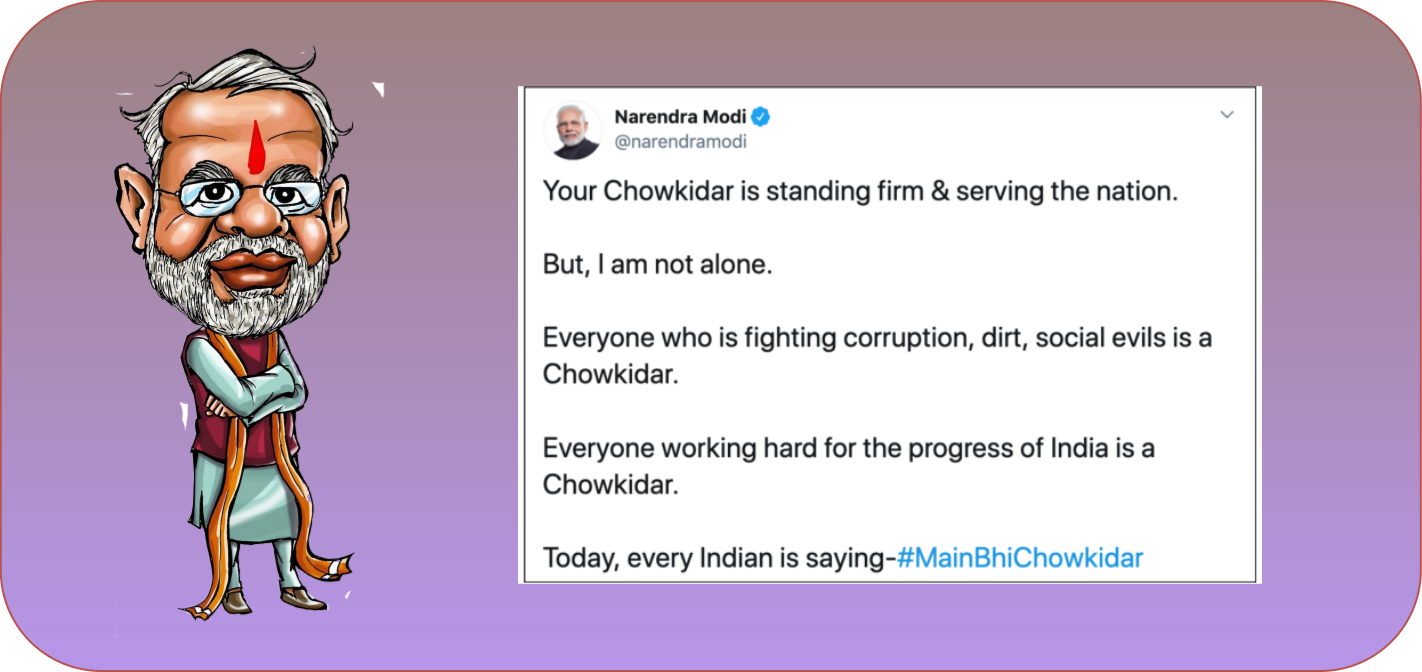 Narendra Modi
@narendramodi
Your Chowkidar is standing firm & serving the nation.
But, I am not alone.
Everyone who is fighting corruption, dirt, social evils is a
Chowkidar.
Everyone working hard for the progress of India is a
Chowkidar.
Today, every Indian is saying-#MainBhiChowkidar